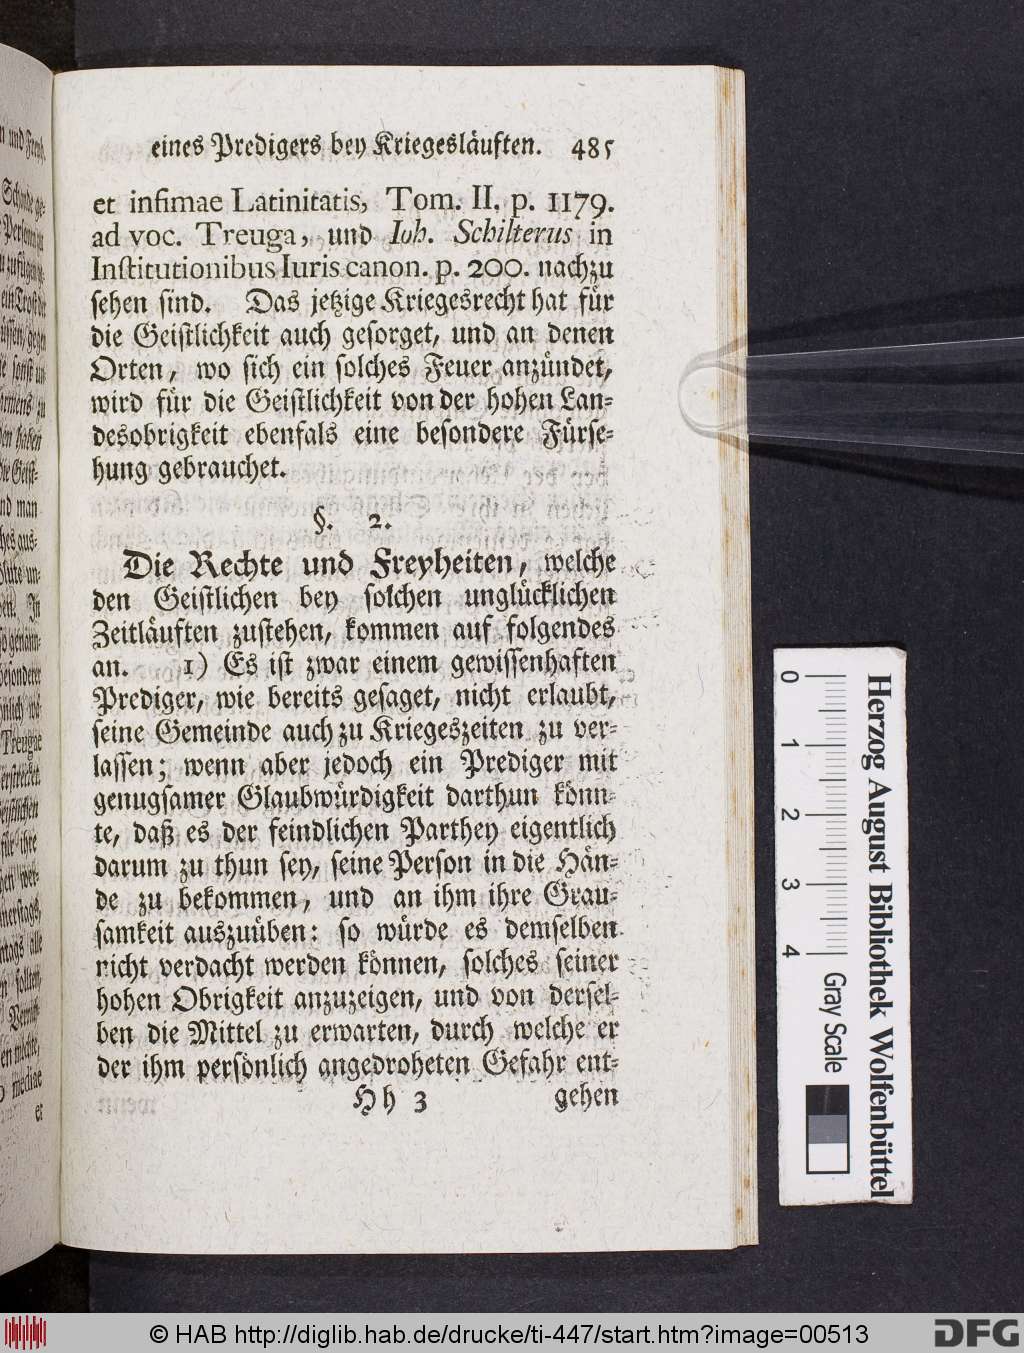 eines Predigers bey Kriegesläuften. 485
et infimae Latinitatis, Tom. II. p. 1179.
ad voc. Treuga, und Ioh. Schilterus in
Institutionibus Iuris canon. p. 200. nachzu
sehen sind. Das jetzige Kriegesrecht hat für
die Geistlichkeit auch gesorget, und an denen
Orten, wo sich ein solches Feuer anzündet,
wird für die Geistlichkeit von der hohen Lan-
desobrigkeit ebenfals eine besondere Fürse-
hung gebrauchet.
§. 2.
Die Rechte und Freyheiten, welche
den Geistlichen bey solchen unglücklichen
Zeitläuften zustehen, kommen auf folgendes
an. 1) Es ist zwar einem gewissenhaften
Prediger, wie bereits gesaget, nicht erlaubt,
seine Gemeinde auch zu Kriegeszeiten zu ver-
lassen; wenn aber jedoch ein Prediger mit
genugsamer Glaubwürdigkeit darthun könn-
te, daß es der feindlichen Parthey eigentlich
darum zu thun sey, seine Person in die Hän-
de zu bekommen, und an ihm ihre Grau-
samkeit auszuüben: so würde es demselben
nicht verdacht werden können, solches seiner
hohen Obrigkeit anzuzeigen, und von dersel-
ben die Mittel zu erwarten, durch welche er
der ihm persönlich angedroheten Gefahr ent-
Hh 3 gehen
0 1 2 3 4
Gray Scale
Herzog August Bibliothek Wolfenbüttel
© HAB http://diglib.hab.de/drucke/ti-447/start.htm?image=00513
DFG